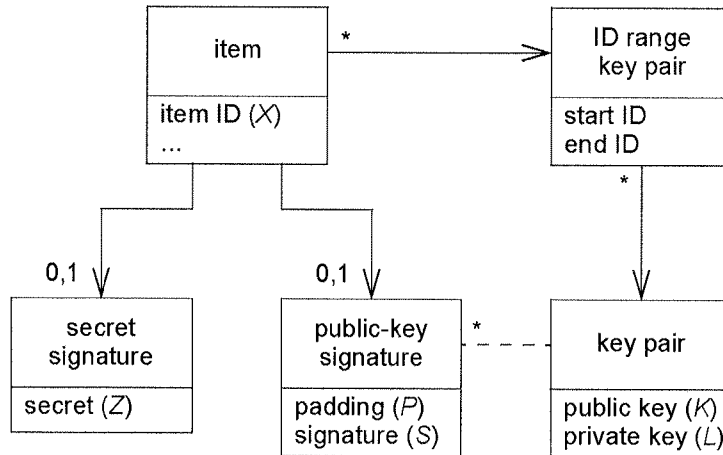 item
item ID (X)
...
*
ID range
key pair
start ID
end ID
*
0,1
0,1
secret
signature
secret (Z)
public-key
signature
padding (P)
signature (S)
*
key pair
public key (K)
private key (L)